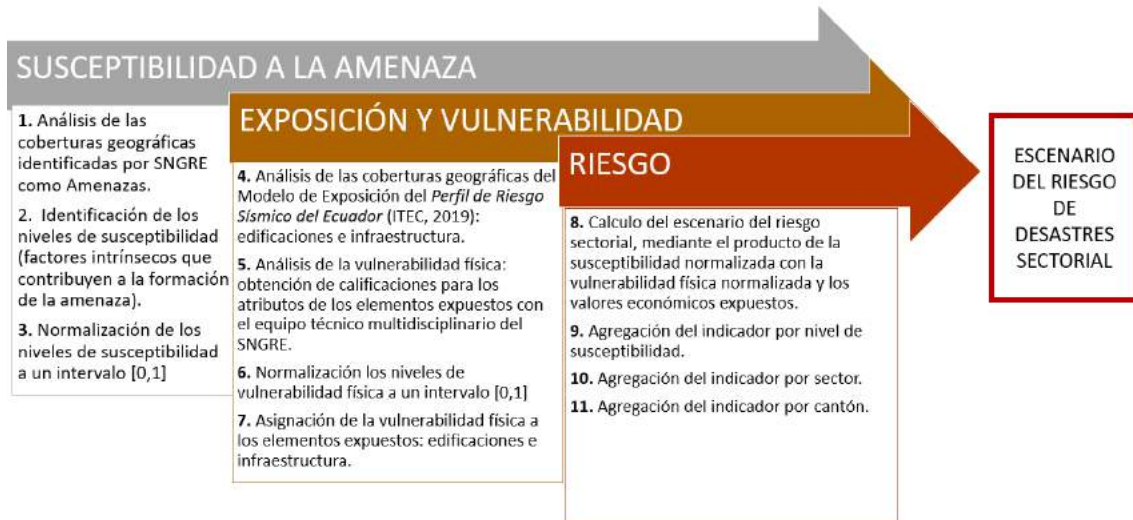 SUSCEPTIBILIDAD A LA AMENAZA
1. Análisis de las
coberturas geográficas
identificadas por SNGRE
como Amenazas.
2. Identificación de los
niveles de susceptibilidad
(factores intrínsecos que
contribuyen a la formación
de la amenaza).
3. Normalización de los
niveles de susceptibilidad
a un intervalo [0,1]
EXPOSICIÓN Y VULNERABILIDAD
4. Análisis de las coberturas geográficas del
Modelo de Exposición del Perfil de Riesgo
Sísmico del Ecuador (ITEC, 2019):
edificaciones e infraestructura.
5. Análisis de la vulnerabilidad física:
obtención de calificaciones para los
atributos de los elementos expuestos con
el equipo técnico multidisciplinario del
SNGRE.
6. Normalización los niveles de
vulnerabilidad física a un intervalo [0,1]
7. Asignación de la vulnerabilidad física a
los elementos expuestos: edificaciones e
infraestructura.
RIESGO
8. Calculo del escenario del riesgo
sectorial, mediante el producto de la
susceptibilidad normalizada con la
vulnerabilidad física normalizada y los
valores económicos expuestos.
9. Agregación del indicador por nivel de
susceptibilidad.
10. Agregación del indicador por sector.
11. Agregación del indicador por cantón.
ESCENARIO
DEL RIESGO
DE
DESASTRES
SECTORIAL